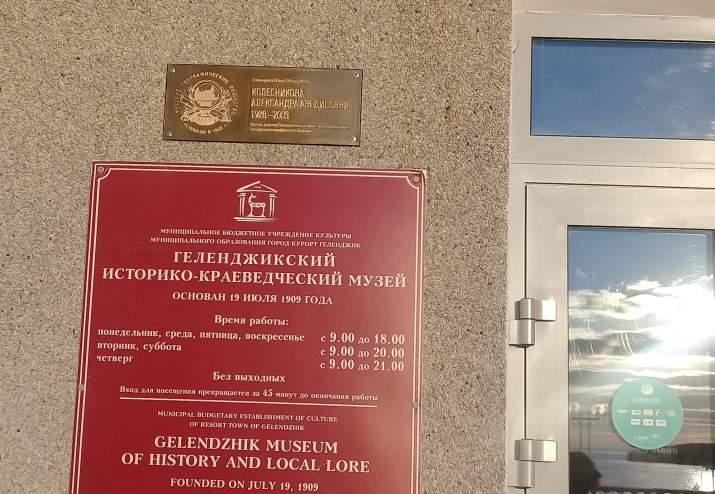 КОЛЕСНИКОВА
АЛЕКСАНДРА АВЕДИСОВНА
1928-2003
МУНИЦИПАЛЬНОЕ БЮДЖЕТНОЕ УЧРЕЖДЕНИЕ КУЛЬТУРЫ
МУНИЦИПАЛЬНОГО ОБРАЗОВАНИЯ ГОРОД-КУРОРТ ГЕЛЕНДЖИК
ГЕЛЕНДЖИКСКИЙ
ИСТОРИКО-КРАЕВЕДЧЕСКИЙ МУЗЕЙ
ОСНОВАН 19 ИЮЛЯ 1909 ГОДА
Время работы:
понедельник, среда, пятница, воскресенье с 9.00 до 18.00
вторник, суббота с 9.00 до 20.00
четверг с 9.00 до 21.00
Без выходных
Вход для посещения прекращается за 45 минут до окончания работы
MUNICIPAL BUDGETARY ESTABLISHMENT OF CULTURE
OF RESORT TOWN OF GELENDZHIK
GELENDZHIK MUSEUM
OF HISTORY AND LOCAL LORE
FOUNDED ON JULY 19, 1909
СБЕРБАНК